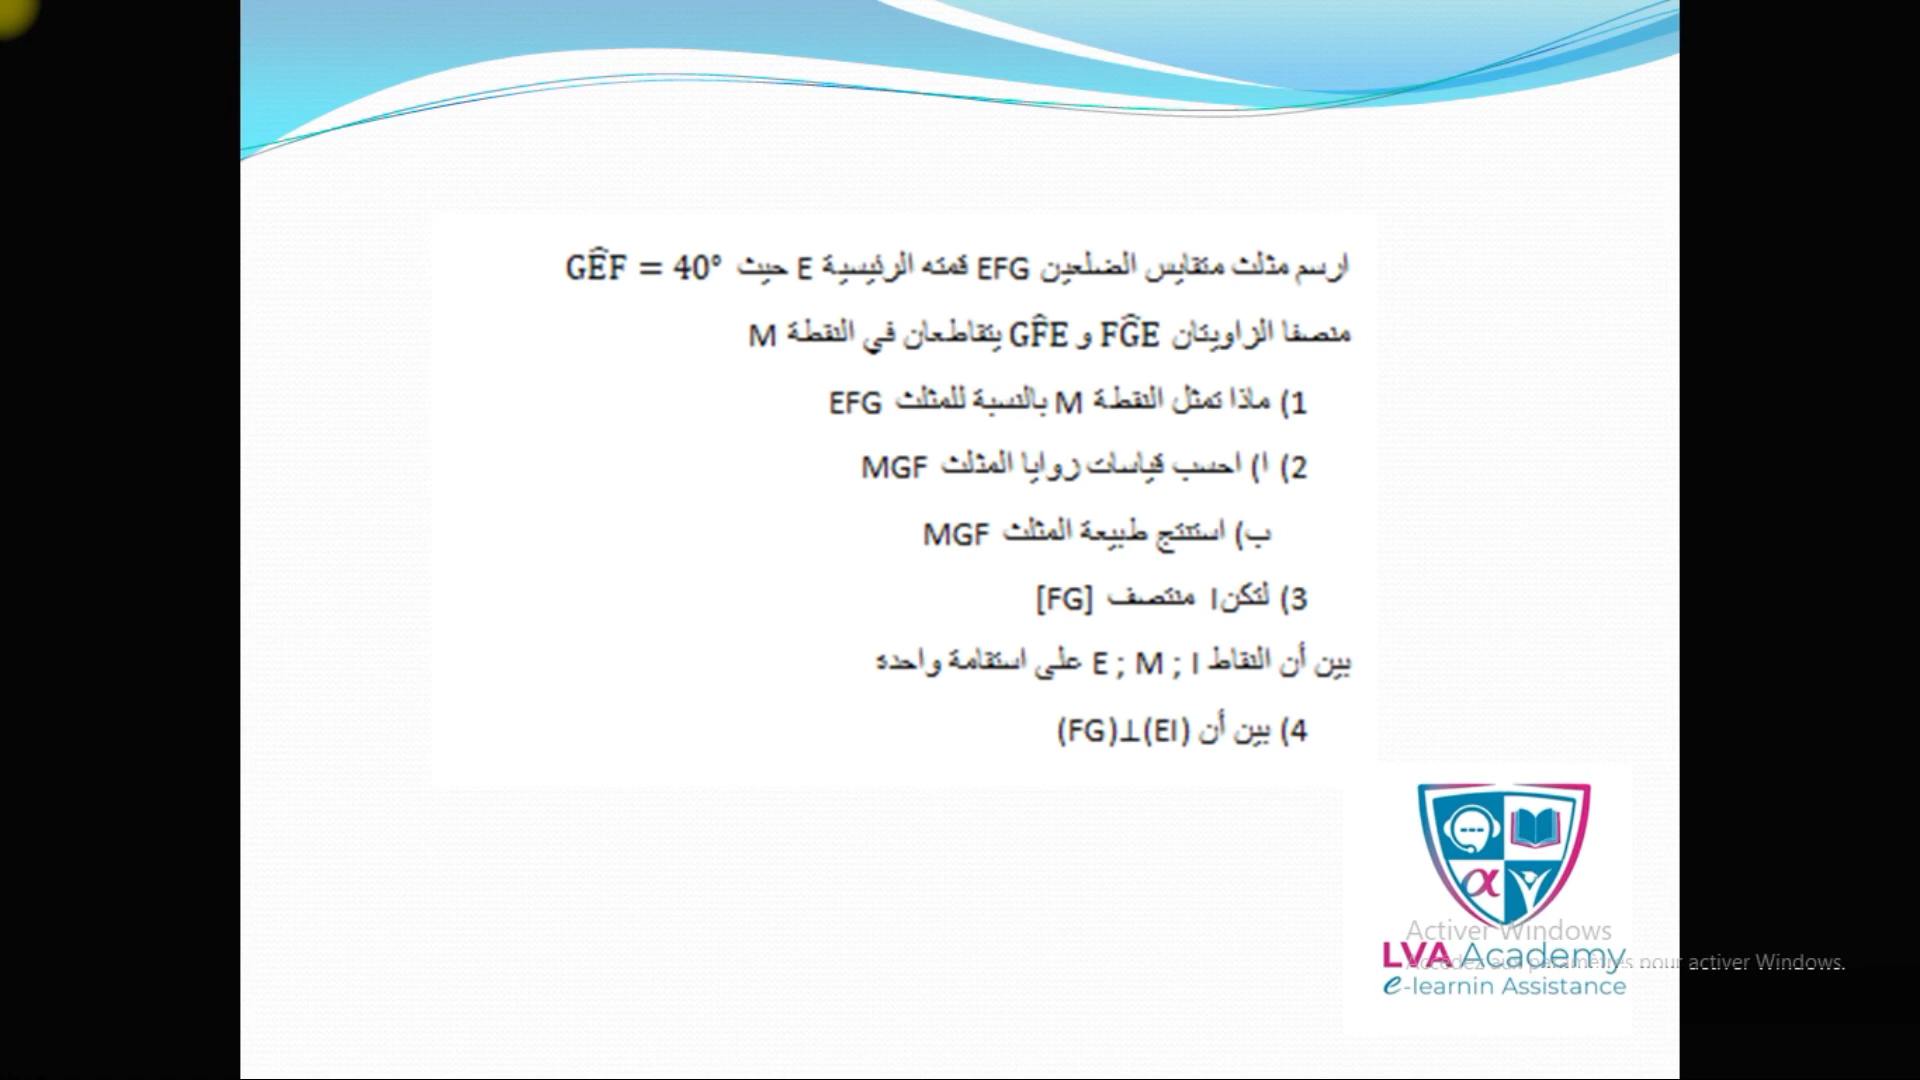 ارسم مثلث متقايس الضلعين EFG قمته الرئيسية E حيث GÊF = 40°
منصفا الزاويتان FĜE و GF̂E يتقاطعان في النقطة M
1) ماذا تمثل النقطة M بالنسبة للمثلث EFG
2) ا) احسب قياسات زوايا المثلث MGF
ب) استنتج طبيعة المثلث MGF
3) لتكن I منتصف [FG]
بين أن النقاط E ; M ; I على استقامة واحدة
4) بين أن (EI)⊥(FG)
α
Activer Windows
LVA Academy
Accédez aux paramètres pour activer Windows.
e-learnin Assistance